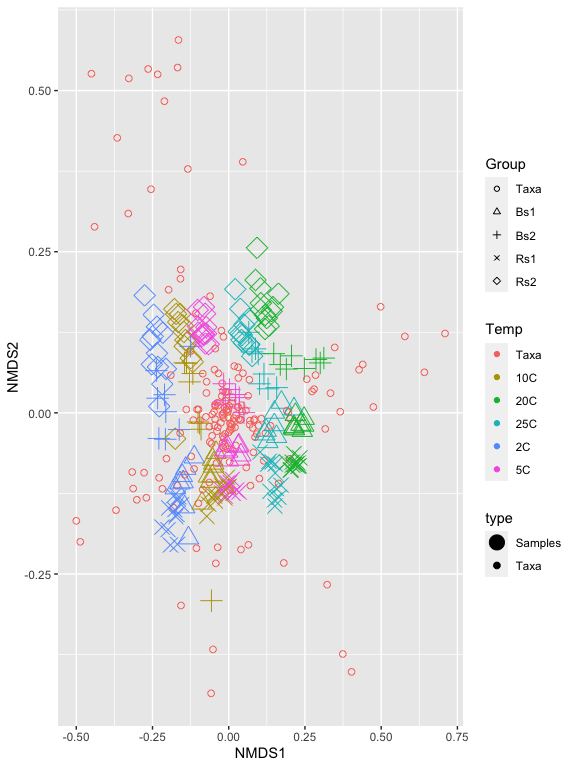 0.50
0.25
0.00
-0.25
NMDS2
-0.50 -0.25 0.00 0.25 0.50 0.75
NMDS1
Group
Taxa
Bs1
Bs2
Rs1
Rs2
Temp
Taxa
10C
20C
25C
2C
5C
type
Samples
Taxa